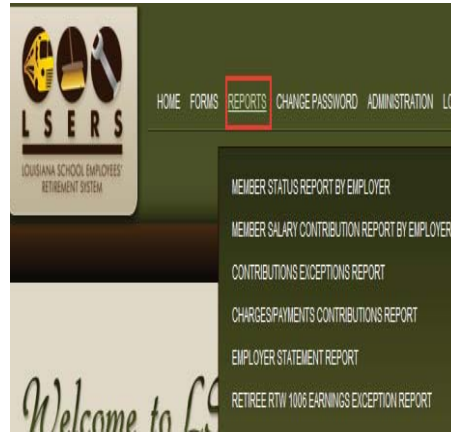 LSERS
LOUISIANA SCHOOL EMPLOYEES'
RETIREMENT SYSTEM
HOME FORMS REPORTS CHANGE PASSWORD ADMINISTRATION LO
MEMBER STATUS REPORT BY EMPLOYER
MEMBER SALARY CONTRIBUTION REPORT BY EMPLOYER
CONTRIBUTIONS EXCEPTIONS REPORT
CHARGES/PAYMENTS CONTRIBUTIONS REPORT
EMPLOYER STATEMENT REPORT
RETIREE RTW 1006 EARNINGS EXCEPTION REPORT
Welcome to LS